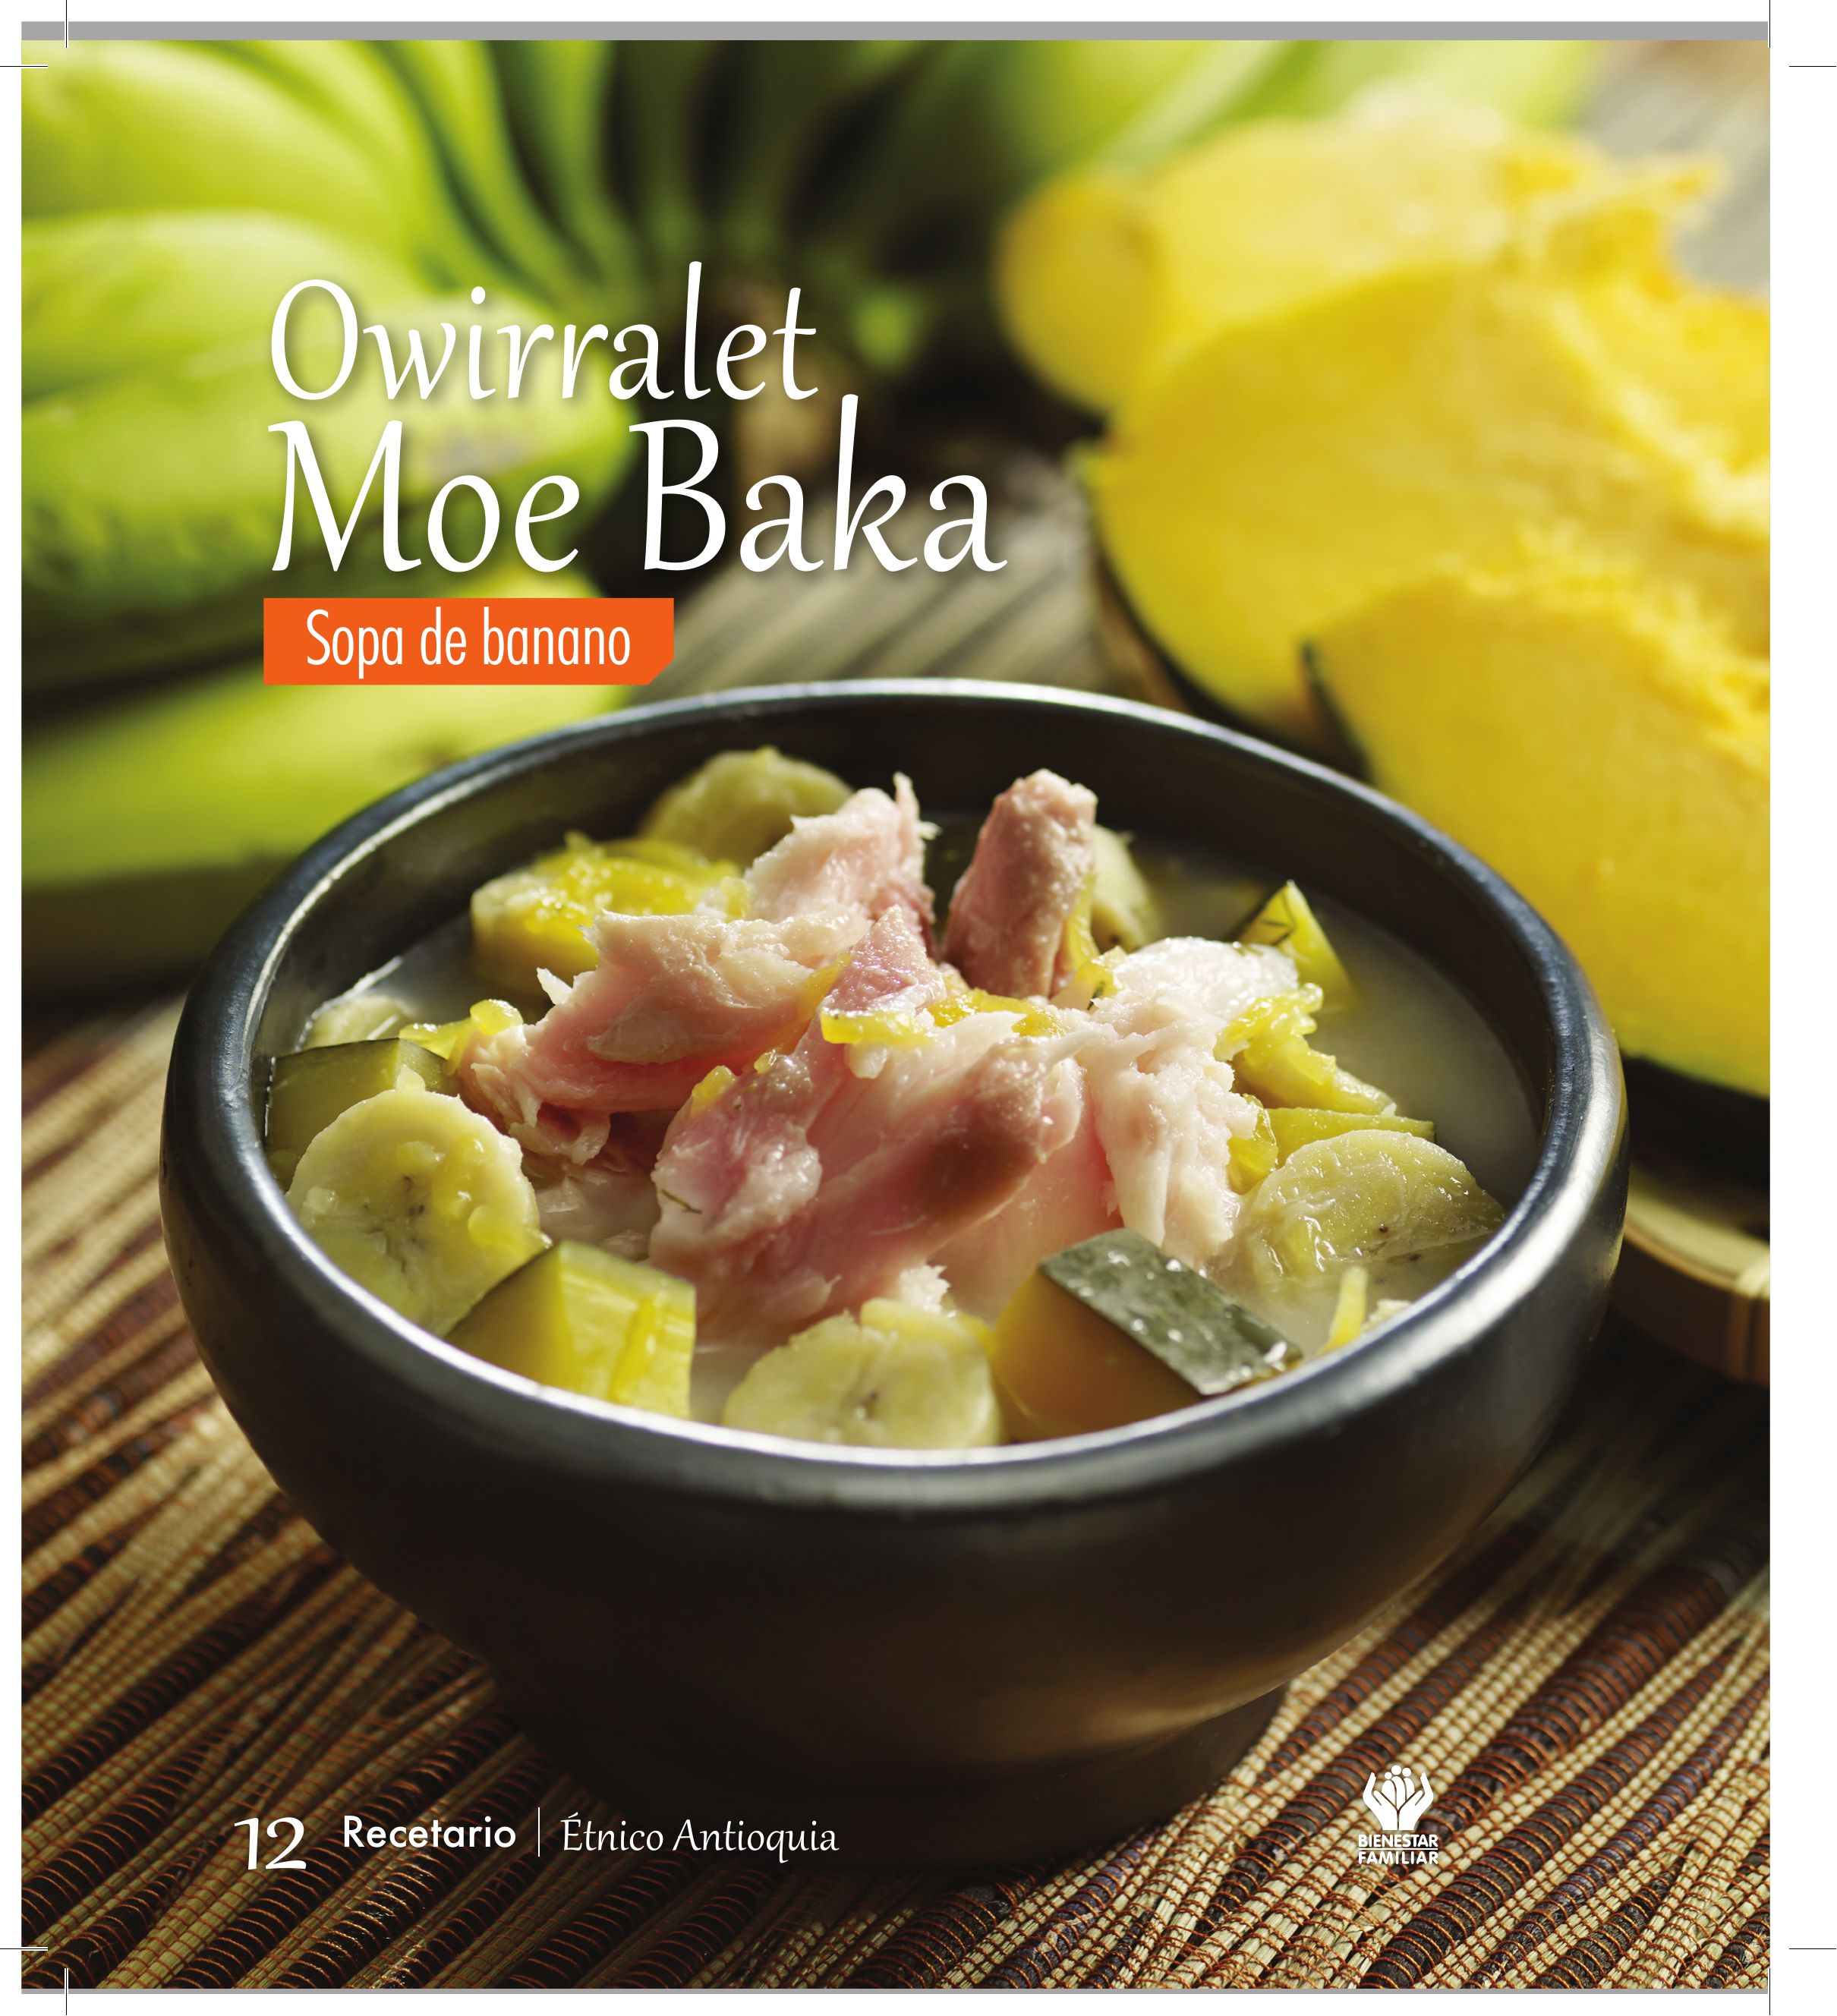 Owirralet
Moe Baka
Sopa de banano
12 Recetario Étnico Antioquia
BIENESTAR
FAMILIAR